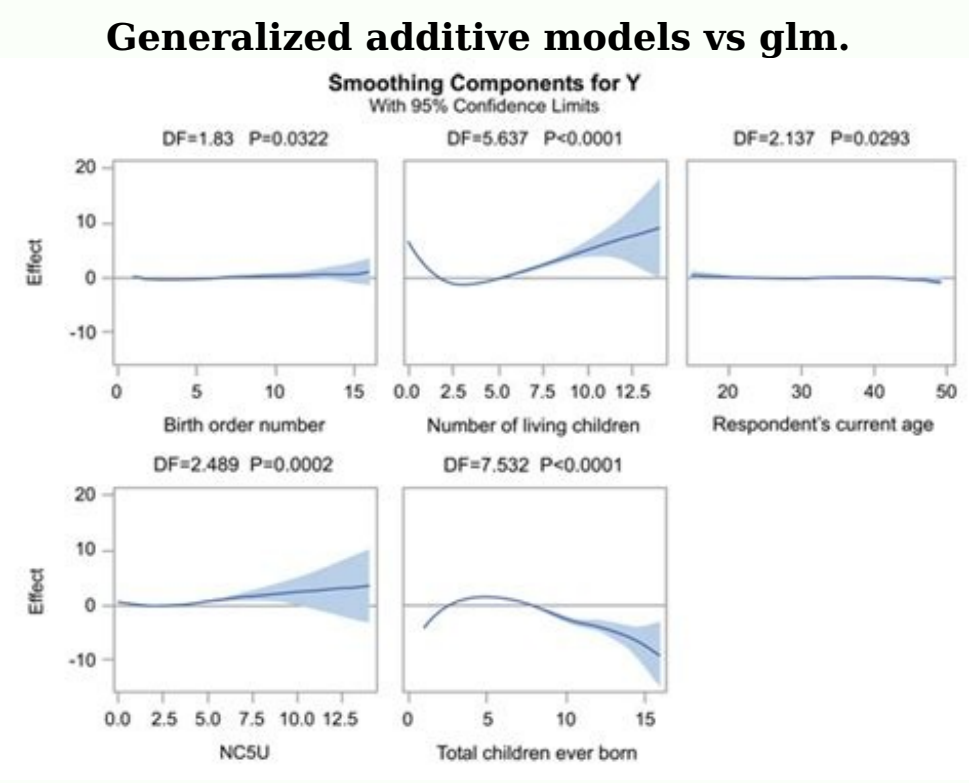 Generalized additive models vs glm.
Smoothing Components for Y
With 95% Confidence Limits
DF=1.83 P=0.0322
DF=5.637 P<0.0001
DF=2.137 P=0.0293
20
10
0
-10
Effect
0 5 10 15
0.0 2.5 5.0 7.5 10.0 12.5
20 30 40 50
Birth order number
Number of living children
Respondent's current age
DF=2.489 P=0.0002
DF=7.532 P<0.0001
20
10
0
-10
Effect
0.0 2.5 5.0 7.5 10.0 12.5
0 5 10 15
NC5U
Total children ever born